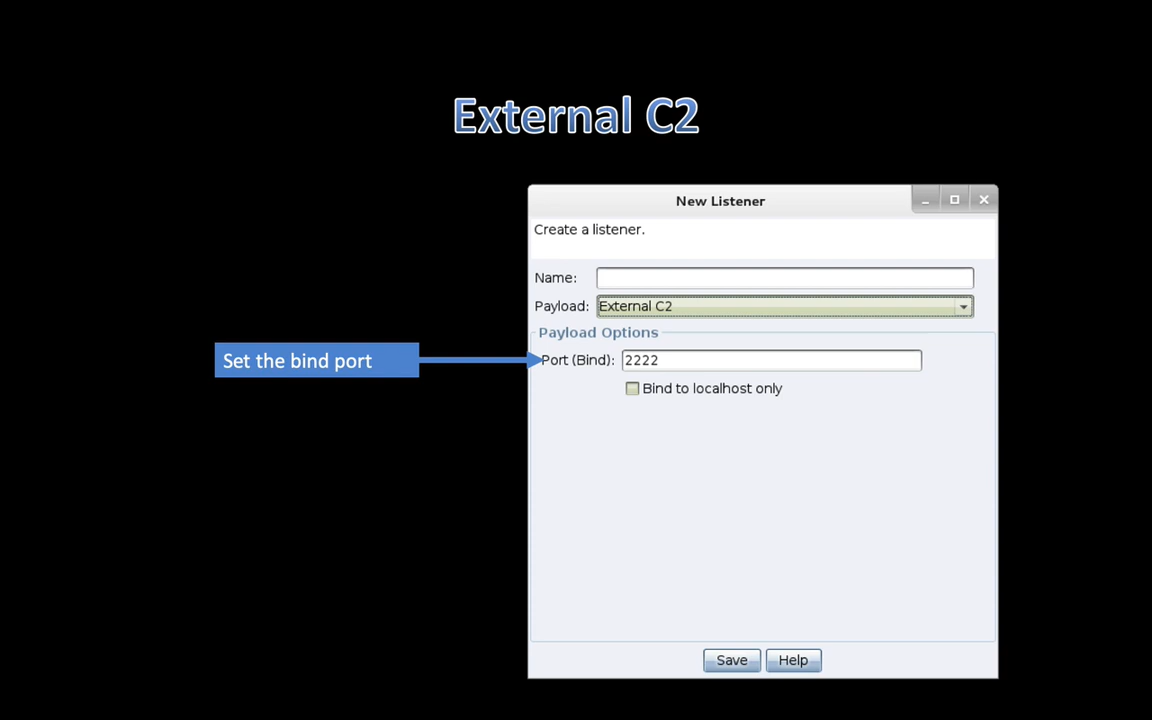 External C2
New Listener
Create a listener.
Name:
Payload: External C2
Payload Options
Set the bind port
Port (Bind): 2222
Bind to localhost only
Save Help